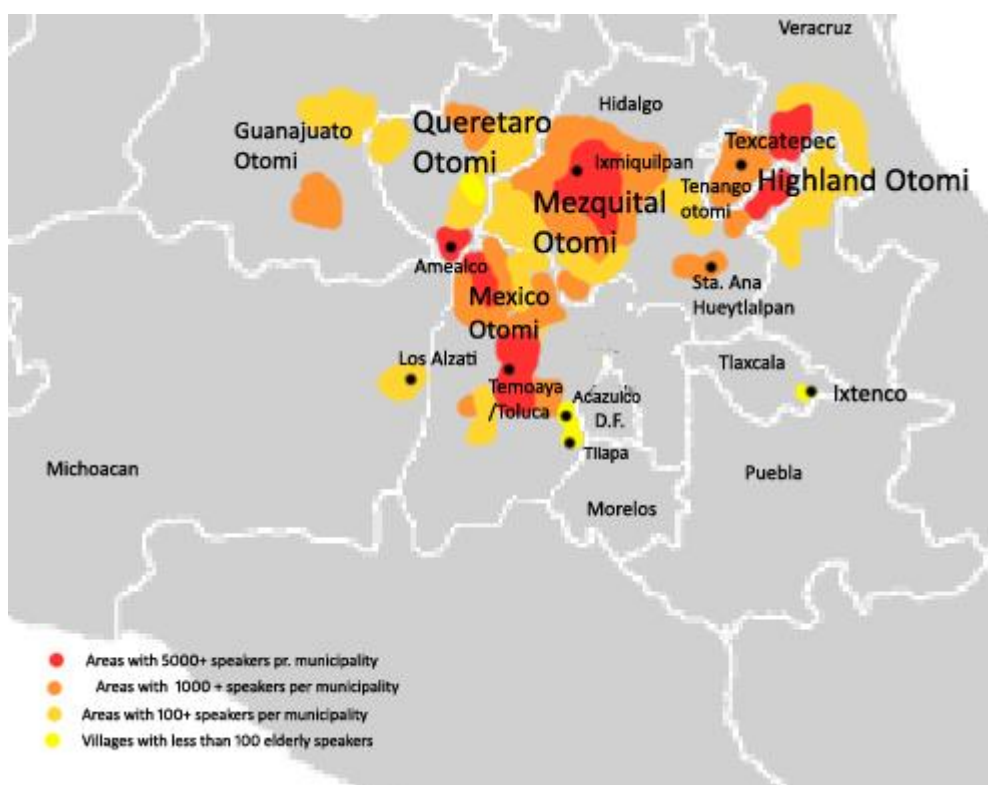 Veracruz
Hidalgo
Guanajuato
Otomi
Queretaro
Otomi
Ixmiquilpan
Texcatepec
Tenango
otomi
Highland Otomi
Mezquital
Otomi
Amealco
Mexico
Otomi
Sta. Ana
Hueytlalpan
Los Alzati
Temoaya
/Toluca
Acazulco
D.F.
Tilapa
Tlaxcala
Ixtenco
Michoacan
Puebla
Morelos
Areas with 5000+ speakers pr. municipality
Areas with 1000 + speakers per municipality
Areas with 100+ speakers per municipality
Villages with less than 100 elderly speakers